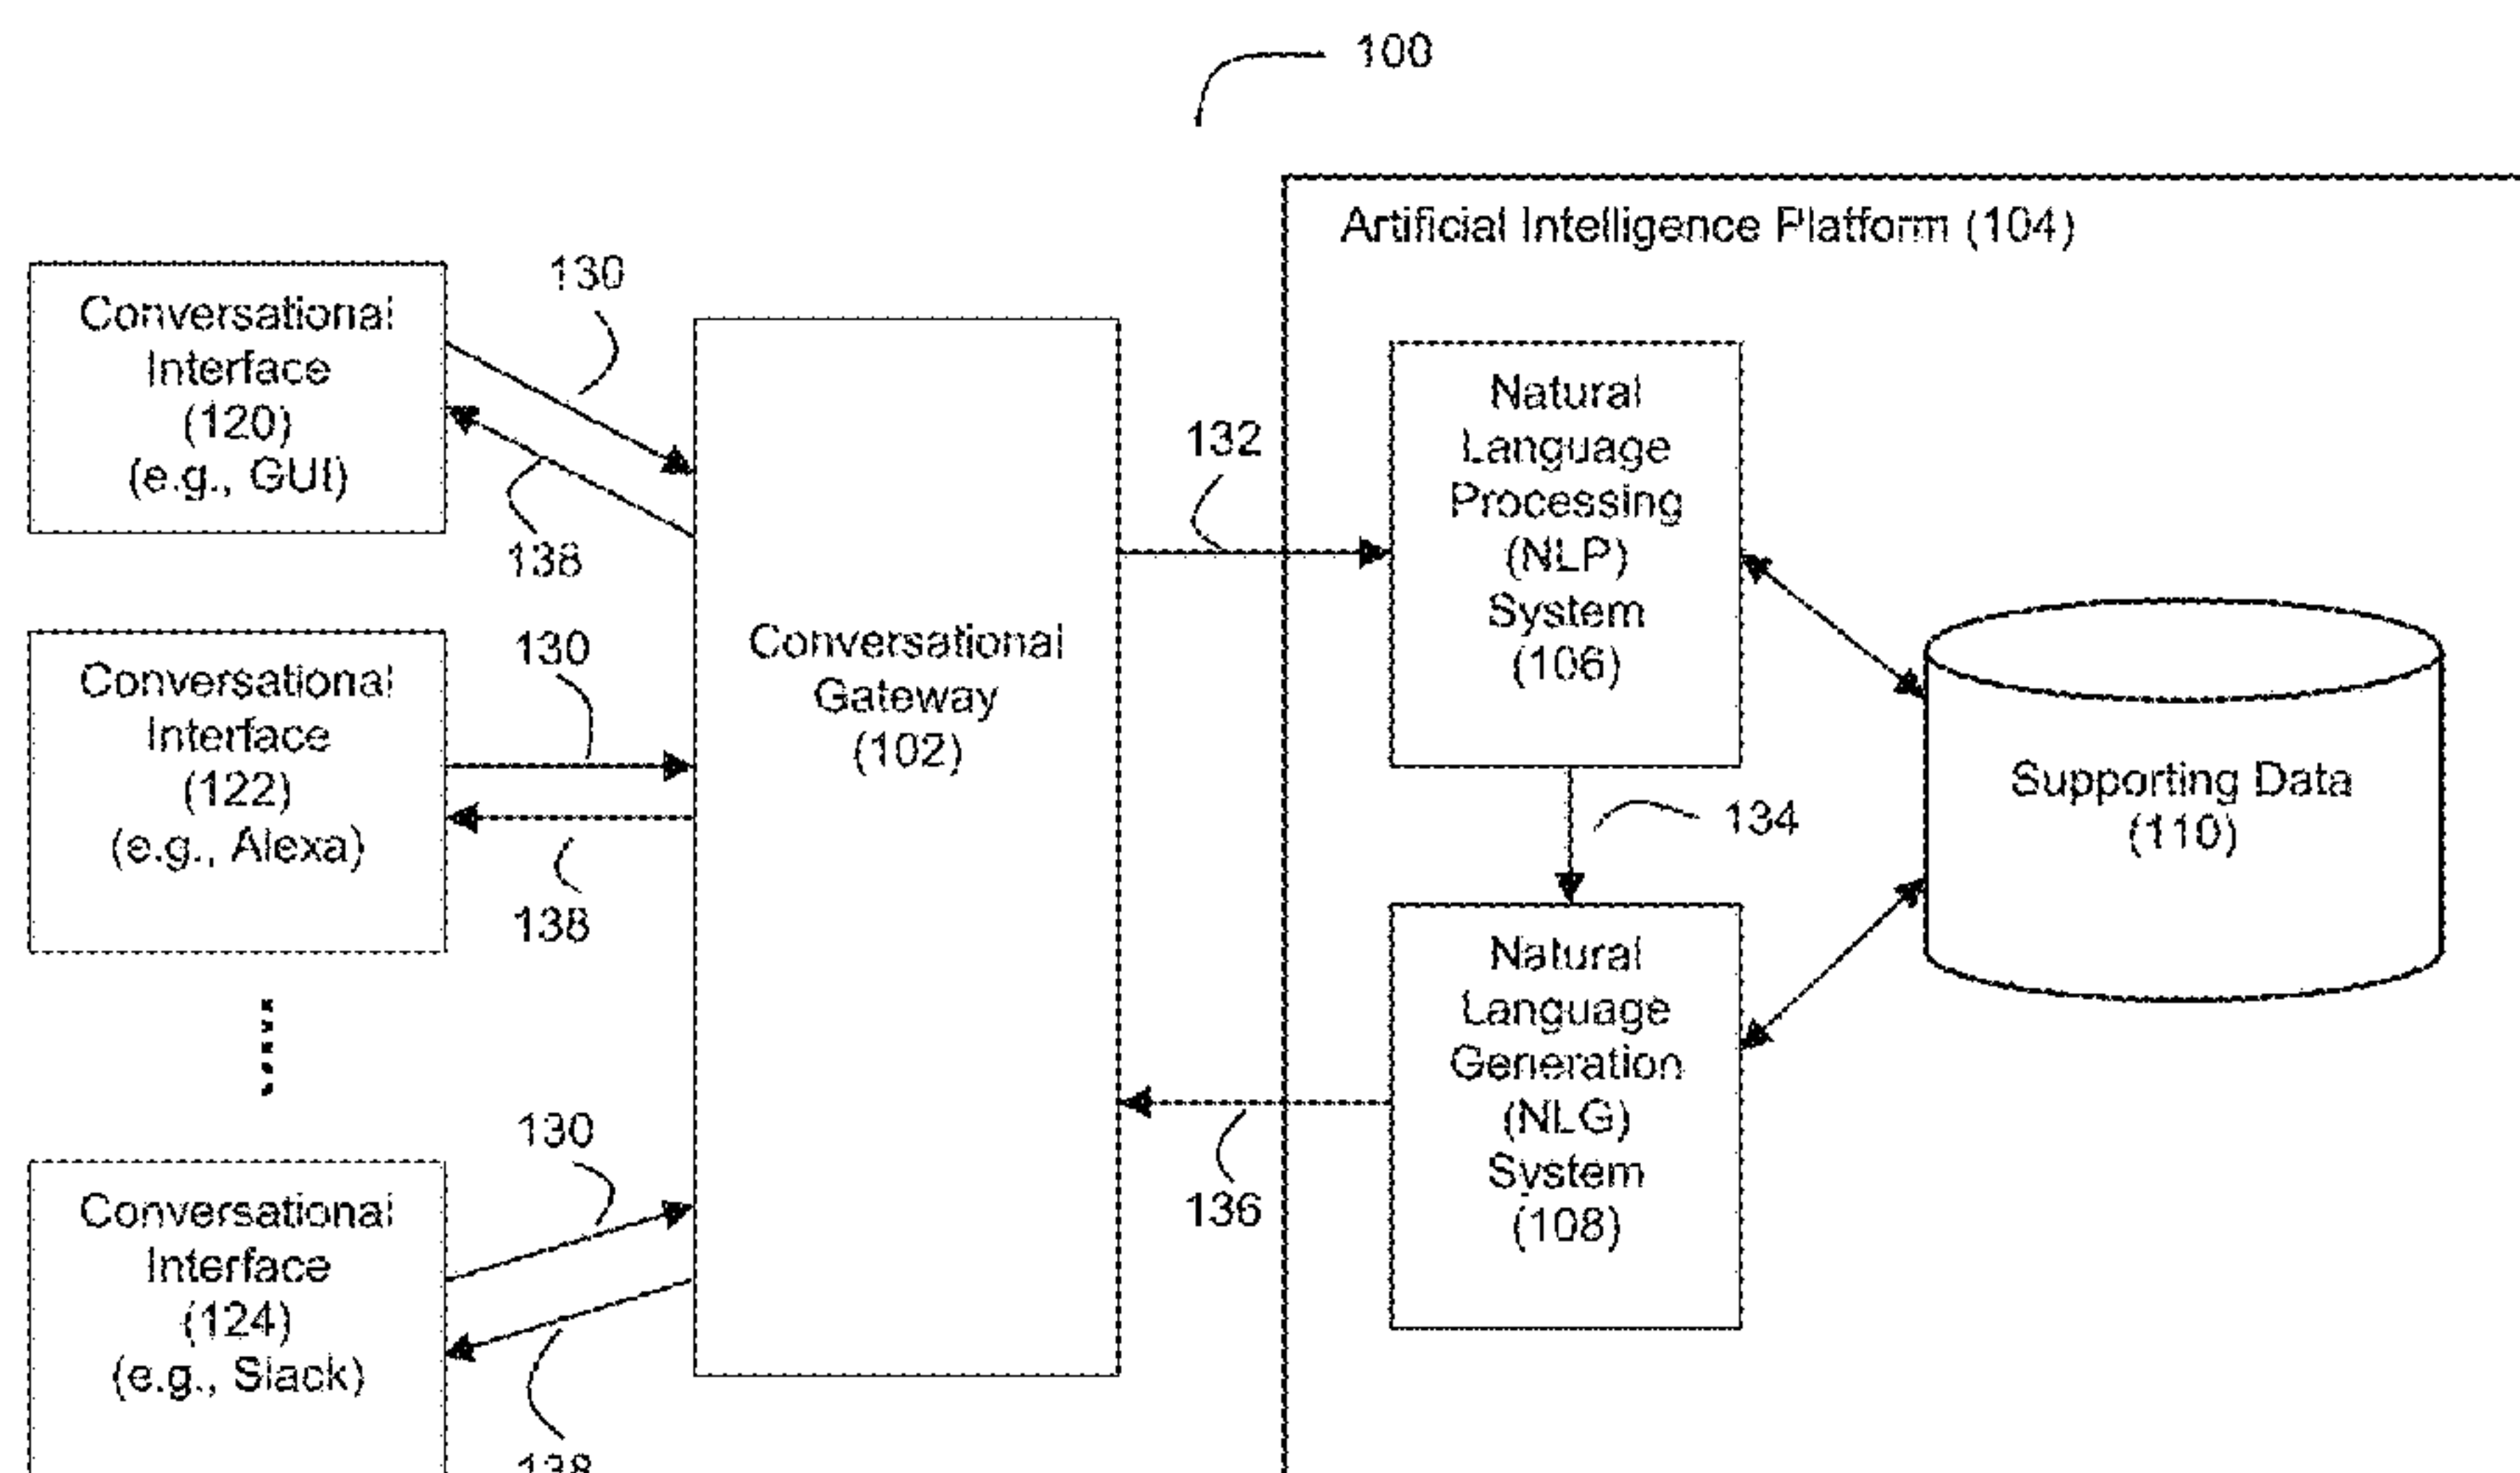 100
Artificial Intelligence Platform (104)
Conversational
Interface
(120)
(e.g., GUI)
130
138
Conversational
Interface
(122)
(e.g., Alexa)
130
138
Conversational
Interface
(124)
(e.g., Slack)
130
138
Conversational
Gateway
(102)
132
136
Natural
Language
Processing
(NLP)
System
(106)
134
Natural
Language
Generation
(NLG)
System
(108)
Supporting Data
(110)